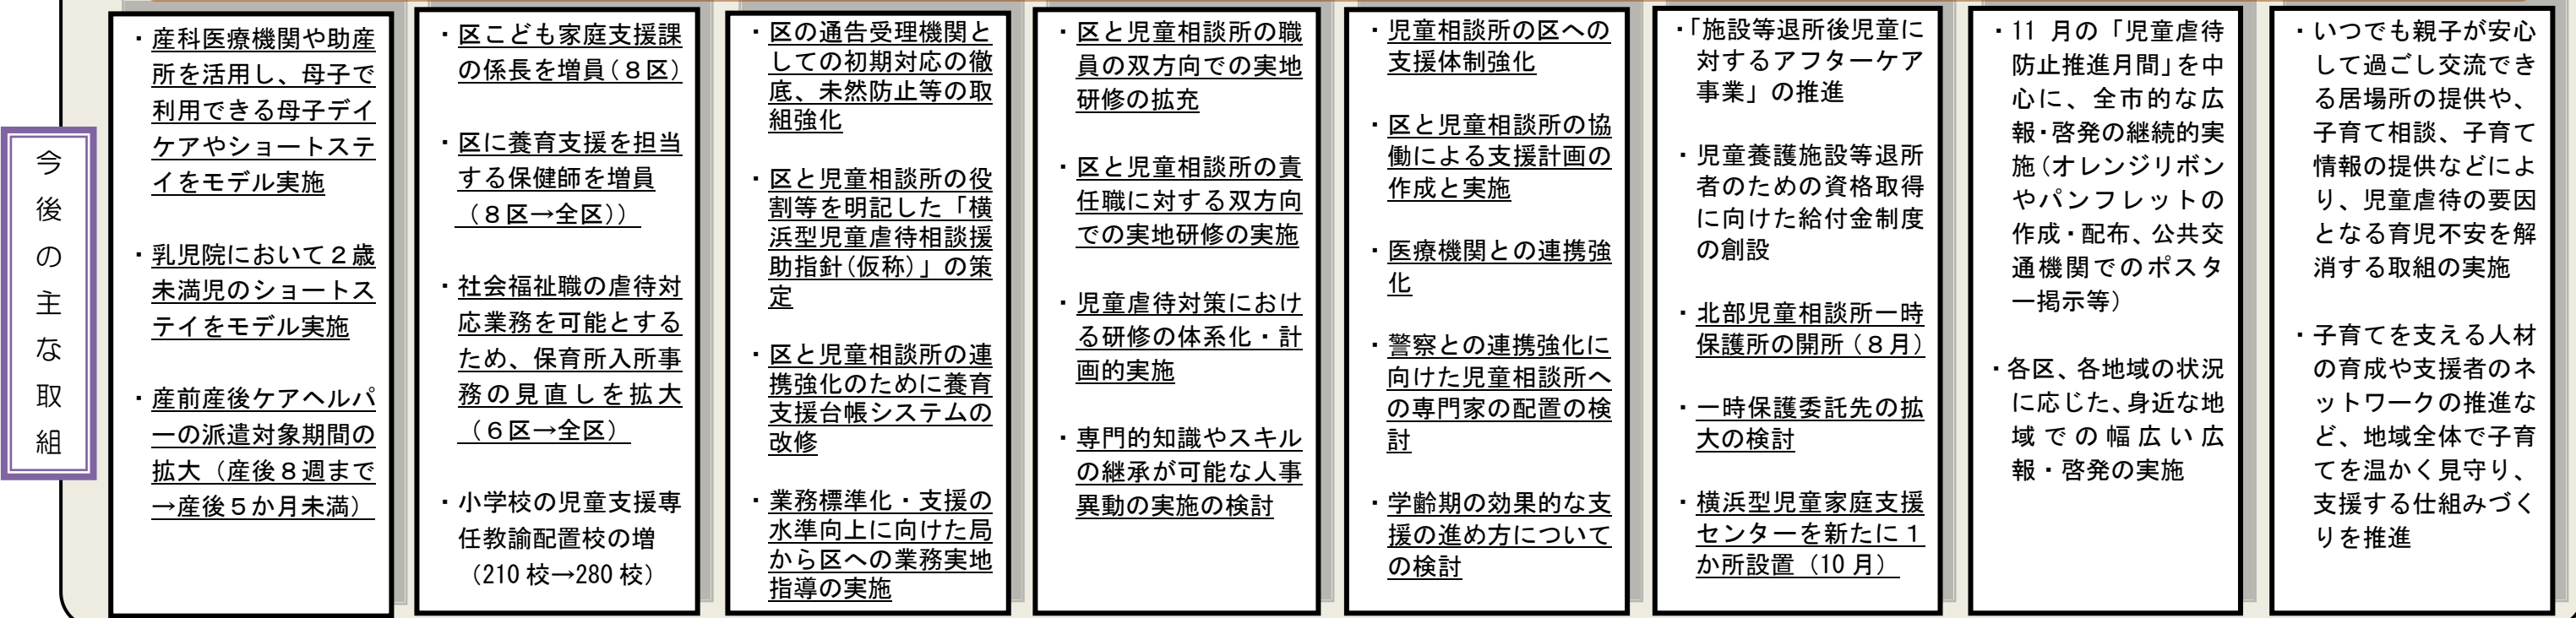 今後の主な取組
・産科医療機関や助産
所を活用し、母子で
利用できる母子デイ
ケアやショートステ
イをモデル実施
・乳児院において２歳
未満児のショートス
テイをモデル実施
・産前産後ケアヘルパ
ーの派遣対象期間の
拡大（産後８週まで
→産後５か月未満）
・区こども家庭支援課
の係長を増員(８区)
・区に養育支援を担当
する保健師を増員
（８区→全区))
・社会福祉職の虐待対
応業務を可能とする
ため、保育所入所事
務の見直しを拡大
（６区→全区）
・小学校の児童支援専
任教諭配置校の増
（210 校→280 校）
・区の通告受理機関と
しての初期対応の徹
底、未然防止等の取
組強化
・区と児童相談所の役
割等を明記した「横
浜型児童虐待相談援
助指針(仮称)」の策
定
・区と児童相談所の連
携強化のために養育
支援台帳システムの
改修
・業務標準化・支援の
水準向上に向けた局
から区への業務実地
指導の実施
・区と児童相談所の職
員の双方向での実地
研修の拡充
・区と児童相談所の責
任職に対する双方向
での実地研修の実施
・児童虐待対策におけ
る研修の体系化・計
画的実施
・専門的知識やスキル
の継承が可能な人事
異動の実施の検討
・児童相談所の区への
支援体制強化
・区と児童相談所の協
働による支援計画の
作成と実施
・医療機関との連携強
化
・警察との連携強化に
向けた児童相談所へ
の専門家の配置の検
討
・学齢期の効果的な支
援の進め方について
の検討
・「施設等退所後児童に
対するアフターケア
事業」の推進
・児童養護施設等退所
者のための資格取得
に向けた給付金制度
の創設
・北部児童相談所一時
保護所の開所（８月）
・一時保護委託先の拡
大の検討
・横浜型児童家庭支援
センターを新たに１
か所設置（10 月）
・11 月の「児童虐待
防止推進月間」を中
心に、全市的な広
報・啓発の継続的実
施(オレンジリボン
やパンフレットの
作成・配布、公共交
通機関でのポスタ
ー掲示等）
・各区、各地域の状況
に応じた、身近な地
域での幅広い広
報・啓発の実施
・いつでも親子が安心
して過ごし交流でき
る居場所の提供や、
子育て相談、子育て
情報の提供などによ
り、児童虐待の要因
となる育児不安を解
消する取組の実施
・子育てを支える人材
の育成や支援者のネ
ットワークの推進な
ど、地域全体で子育
てを温かく見守り、
支援する仕組みづく
りを推進